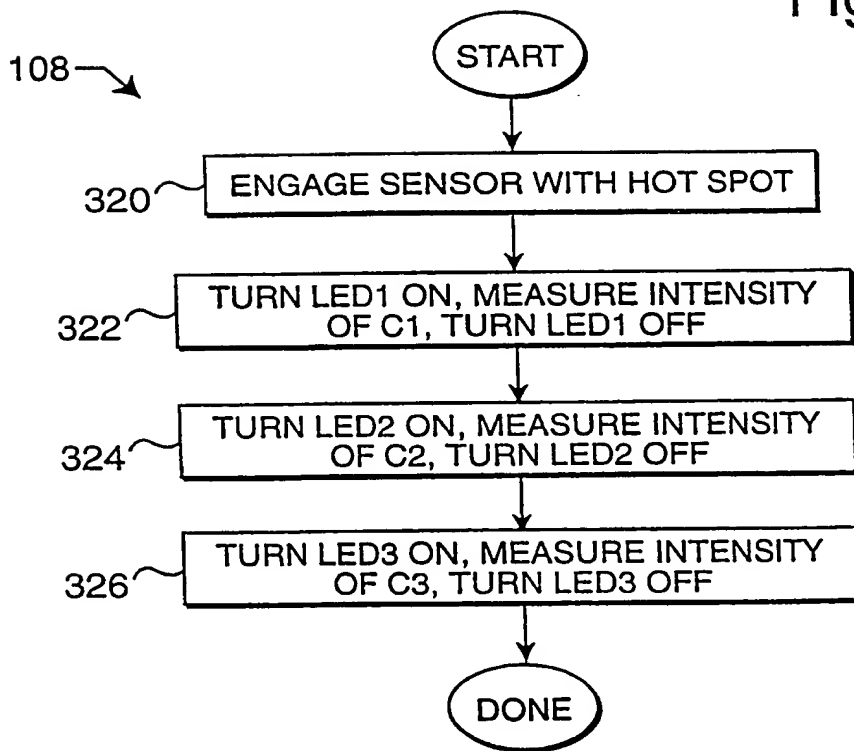 START
108
320
ENGAGE SENSOR WITH HOT SPOT
322
TURN LED1 ON, MEASURE INTENSITY
OF C1, TURN LED1 OFF
324
TURN LED2 ON, MEASURE INTENSITY
OF C2, TURN LED2 OFF
326
TURN LED3 ON, MEASURE INTENSITY
OF C3, TURN LED3 OFF
DONE